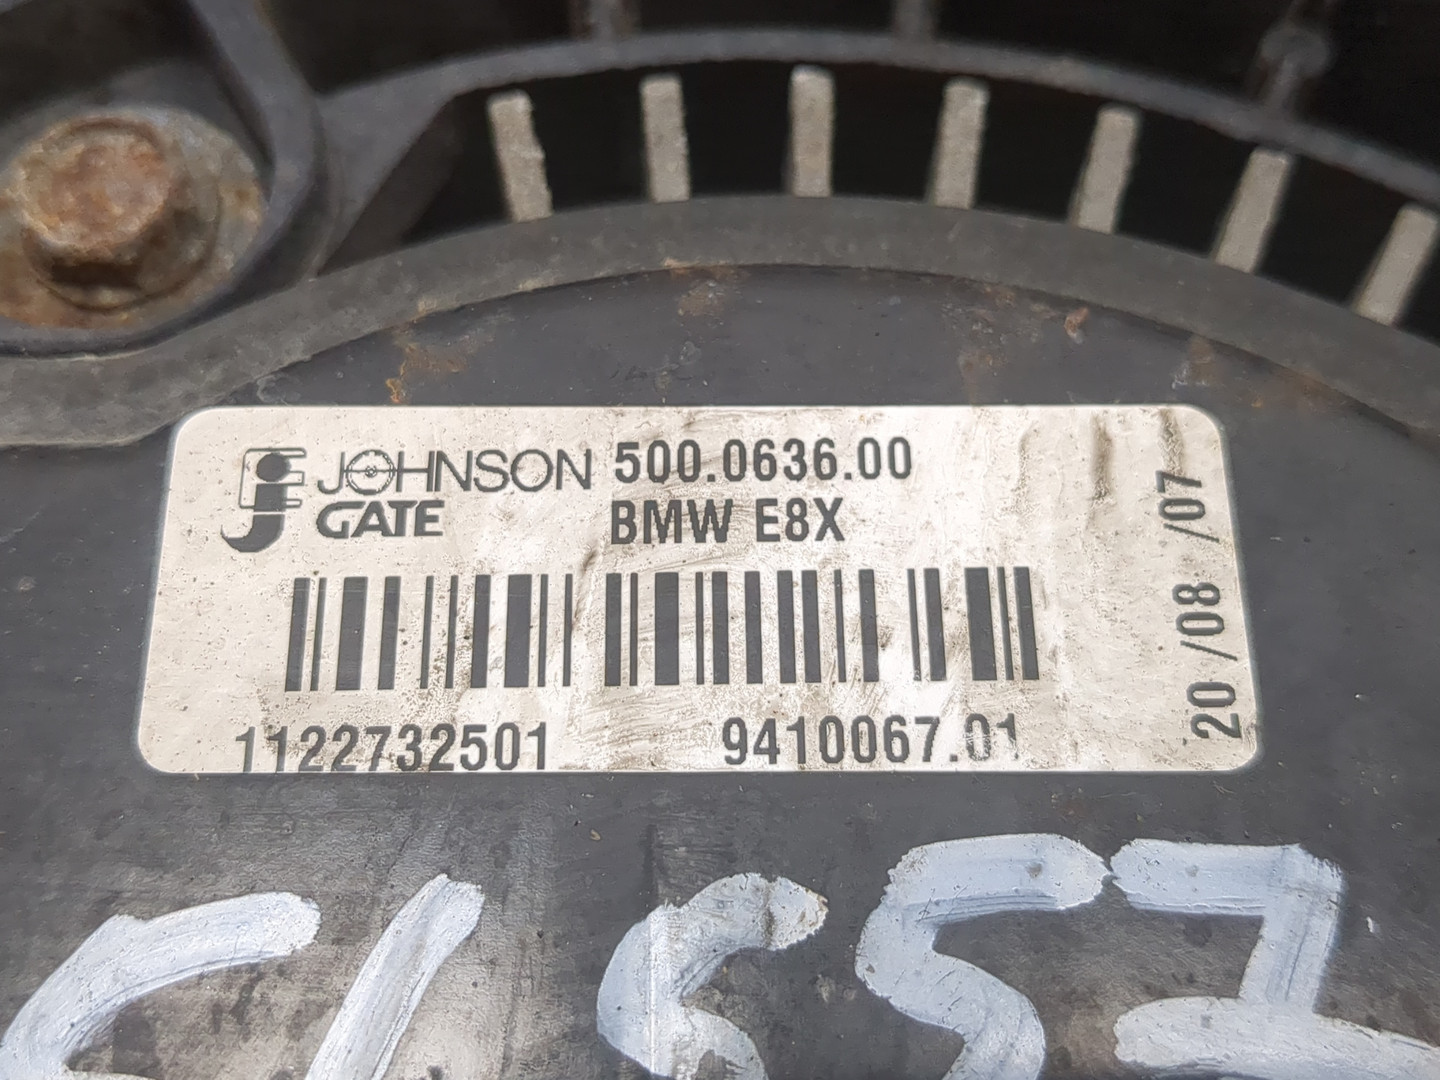 JOHNSON 500.0636.00
GATE BMW E8X
1122732501 9410067.01
20 /08 /07